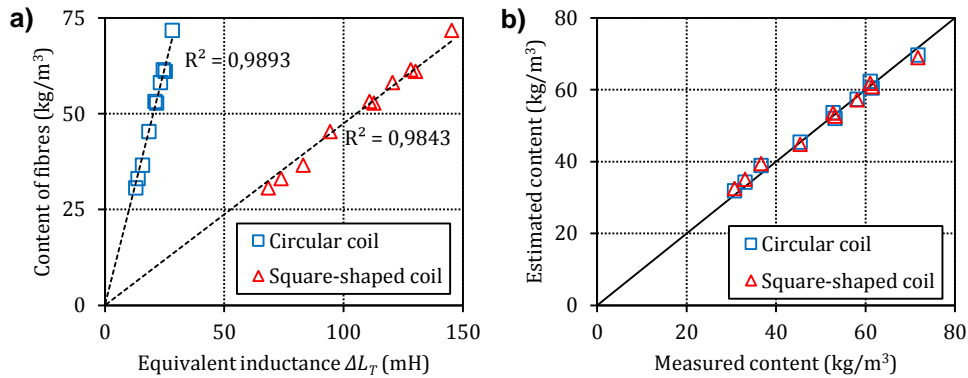 a)
Content of fibres (kg/m³)
75
50
25
0
R² = 0,9893
R² = 0,9843
Circular coil
Square-shaped coil
0 50 100 150
Equivalent inductance ΔL_T (mH)
b)
Estimated content (kg/m³)
80
60
40
20
0
Circular coil
Square-shaped coil
0 20 40 60 80
Measured content (kg/m³)